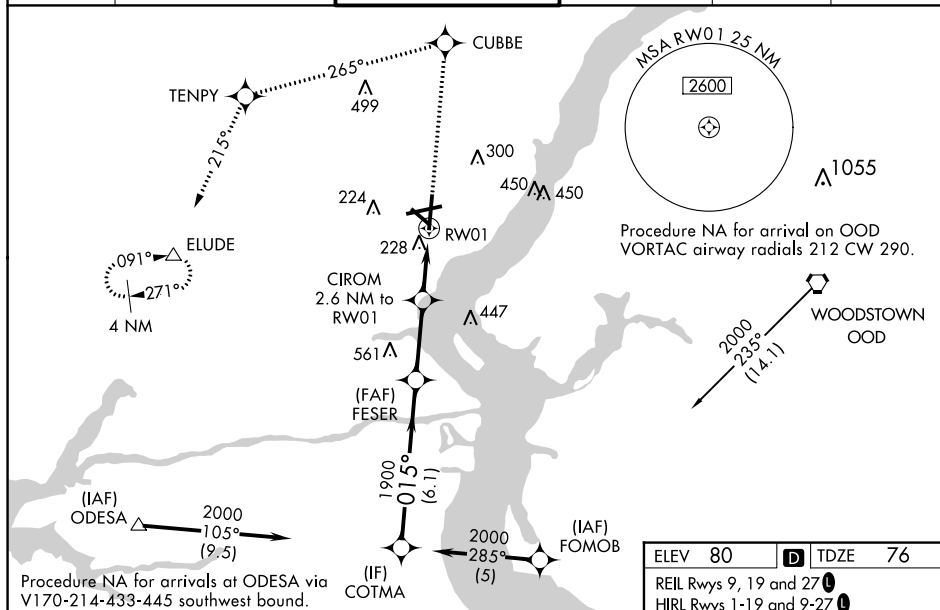 CUBBE
MSA RW01 25 NM
2600
265°
TENPY
499
215°
300
1055
450
450
224
RW01
Procedure NA for arrival on OOD
VORTAC airway radials 212 CW 290.
228
ELUDE
091°
271°
4 NM
CIROM
2.6 NM to
RW01
447
WOODSTOWN
OOD
2000
235°
(14.1)
561
(FAF)
FESER
1900
015°
(6.1)
(IAF)
ODESA
2000
105°
(9.5)
2000
285°
(5)
(IAF)
FOMOB
(IF)
COTMA
Procedure NA for arrivals at ODESA via
V170-214-433-445 southwest bound.
ELEV 80 D TDZE 76
REIL Rwys 9, 19 and 27 L
HIRL Rwys 1-19 and 9-27 L